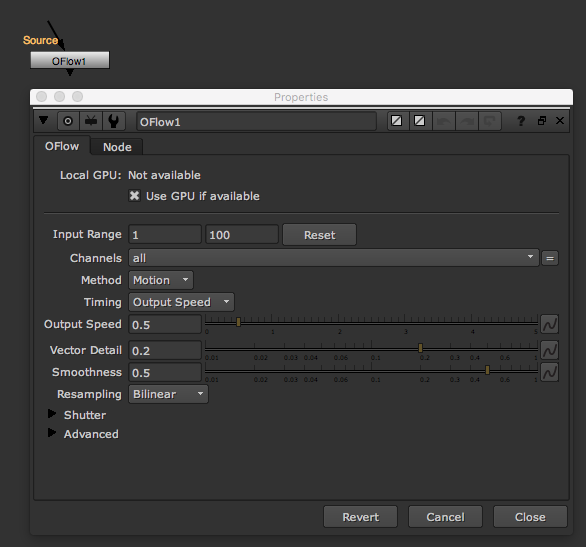 Source
OFlow1
Properties
OFlow1 ?
OFlow Node
Local GPU: Not available
Use GPU if available
Input Range 1 100 Reset
Channels all =
Method Motion
Timing Output Speed
Output Speed 0.5
0 1 2 3 4 5
Vector Detail 0.2
0.01 0.02 0.03 0.04 0.06 0.1 0.2 0.3 0.4 0.6 1
Smoothness 0.5
0.01 0.02 0.03 0.04 0.06 0.1 0.2 0.3 0.4 0.6 1
Resampling Bilinear
Shutter
Advanced
Revert Cancel Close